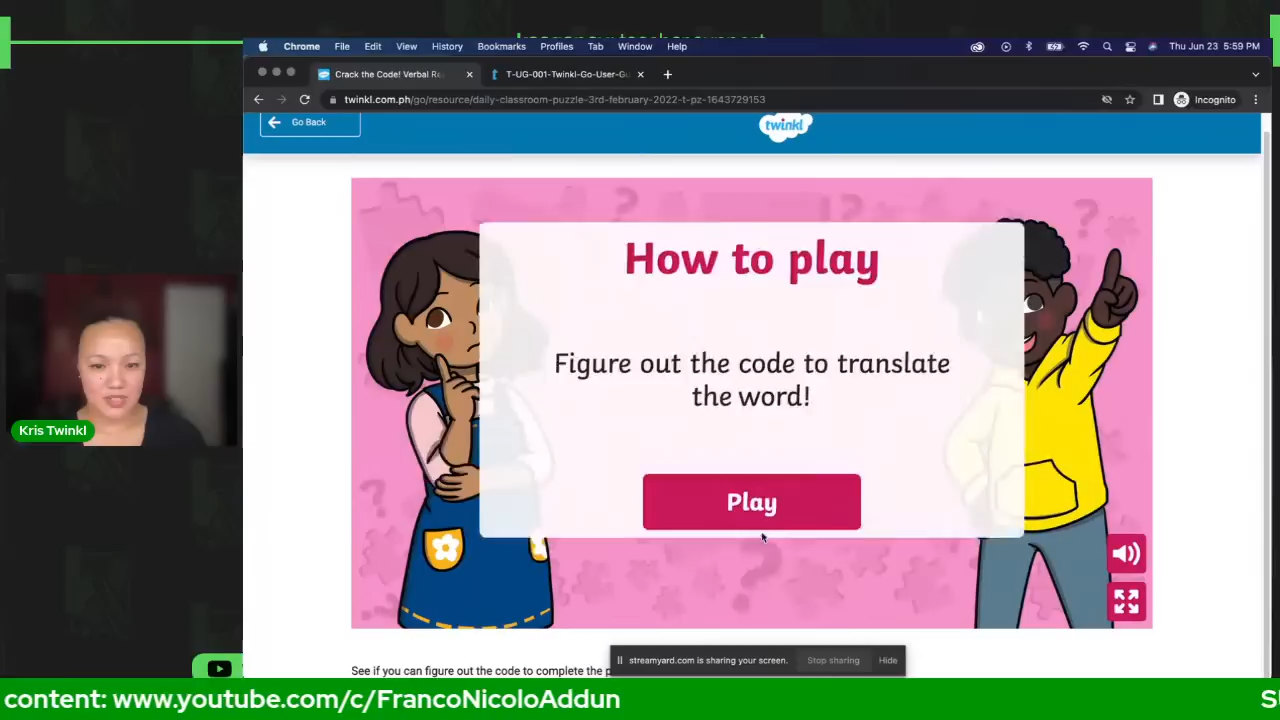 Chrome File Edit View History Bookmarks Profiles Tab Window Help
Thu Jun 23 5:59 PM
Crack the Code! Verbal Re
T-UG-001-Twinkl-Go-User-Gu
twinkl.com.ph/go/resource/daily-classroom-puzzle-3rd-february-2022-t-pz-1643729153
Incognito
Go Back
twinkl
How to play
Figure out the code to translate
the word!
Play
Kris Twinkl
streamyard.com is sharing your screen. Stop sharing Hide
See if you can figure out the code to complete the p
content: www.youtube.com/c/FrancoNicoloAddun